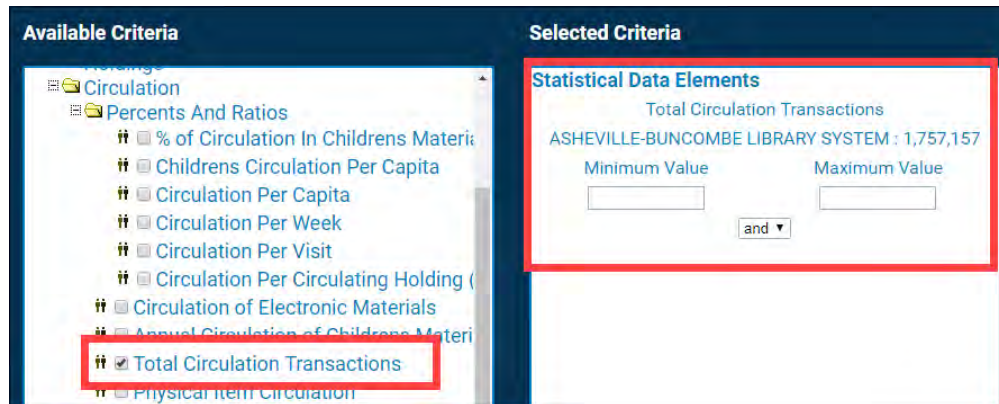 Available Criteria
Holdings
Circulation
Percents And Ratios
% of Circulation In Childrens Materia
Childrens Circulation Per Capita
Circulation Per Capita
Circulation Per Week
Circulation Per Visit
Circulation Per Circulating Holding (
Circulation of Electronic Materials
Annual Circulation of Childrens Materi
Total Circulation Transactions
Physical Item Circulation
Selected Criteria
Statistical Data Elements
Total Circulation Transactions
ASHEVILLE-BUNCOMBE LIBRARY SYSTEM : 1,757,157
Minimum Value Maximum Value
and